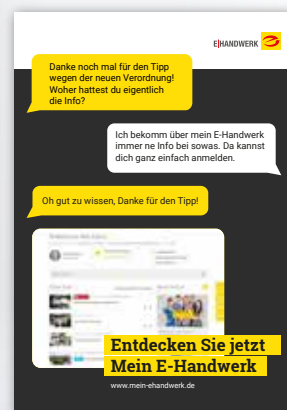 E|HANDWERK
Danke noch mal für den Tipp
wegen der neuen Verordnung!
Woher hattest du eigentlich
die Info?
Ich bekomm über mein E-Handwerk
immer ne Info bei sowas. Da kannst
dich ganz einfach anmelden.
Oh gut zu wissen, Danke für den Tipp!
Entdecken Sie jetzt
Mein E-Handwerk
www.mein-ehandwerk.de